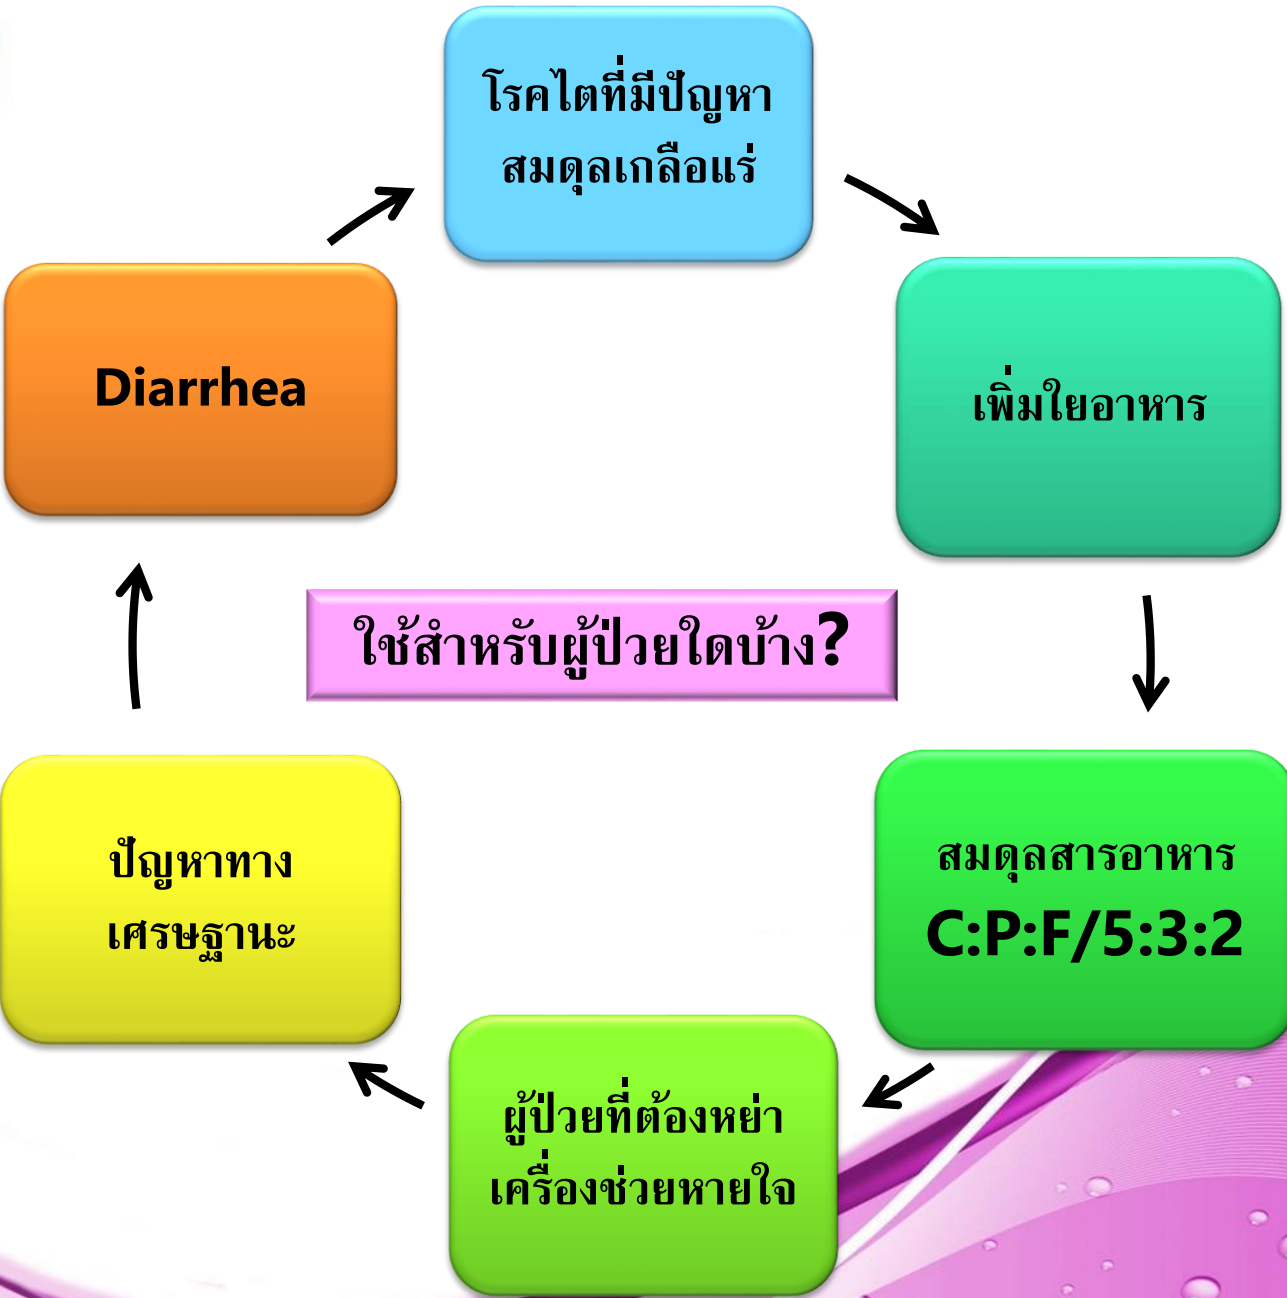 โรคไตที่มีปัญหา
สมดุลเกลือแร่
เพิ่มใยอาหาร
สมดุลสารอาหาร
C:P:F/5:3:2
ผู้ป่วยที่ต้องหย่า
เครื่องช่วยหายใจ
ปัญหาทาง
เศรษฐานะ
Diarrhea
ใช้สำหรับผู้ป่วยใดบ้าง?